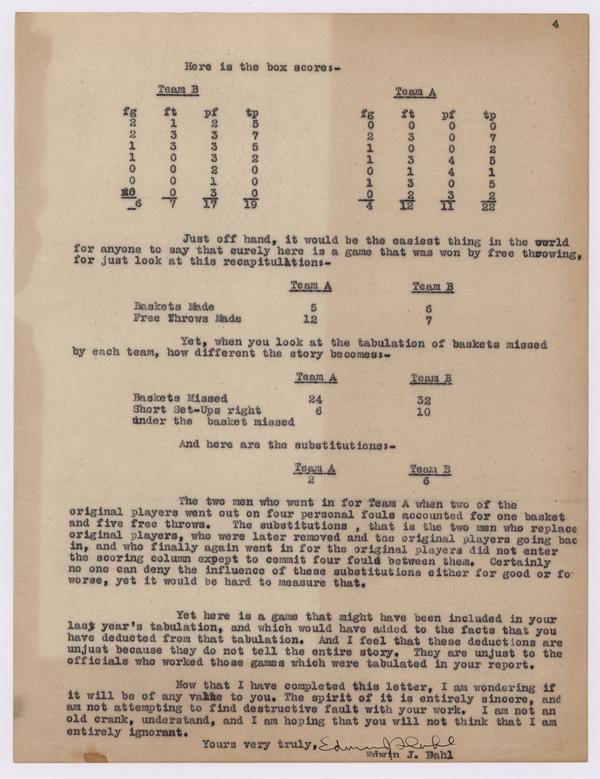 4
Here is the box score:-
Team B Team A
fg ft pf tp fg ft pf tp
2 1 2 5 0 0 0 0
2 3 3 7 2 3 0 7
1 3 3 5 1 0 0 2
1 0 3 2 1 3 4 5
0 0 2 0 0 1 4 1
0 0 1 0 1 3 0 5
0 3 0 0 2 3 2
6 7 17 19 4 12 11 22
Just off hand, it would be the easiest thing in the world
for anyone to say that surely here is a game that was won by free throwing,
for just look at this recapitulation:-
Team A Team B
Baskets Made 5 6
Free Throws Made 12 7
Yet, when you look at the tabulation of baskets missed
by each team, how different the story becomes:-
Team A Team B
Baskets Missed 24 32
Short Set-Ups right 6 10
under the basket missed
And here are the substitutions:-
Team A Team B
2 6
The two men who went in for Team A when two of the
original players went out on four personal fouls accounted for one basket
and five free throws. The substitutions , that is the two men who replace
original players, who were later removed and the original players going bac
in, and who finally again went in for the original players did not enter
the scoring column expept to commit four fould between them. Certainly
no one can deny the influence of these substitutions either for good or fo
worse, yet it would be hard to measure that.
Yet here is a game that might have been included in your
last year's tabulation, and which would have added to the facts that you
have deducted from that tabulation. And I feel that these deductions are
unjust because they do not tell the entire story. They are unjust to the
officials who worked those games which were tabulated in your report.
Now that I have completed this letter, I am wondering if
it will be of any value to you. The spirit of it is entirely sincere, and
am not attempting to find destructive fault with your work. I am not an
old crank, understand, and I am hoping that you will not think that I am
entirely ignorant.
Yours very truly, Edwin J. Dahl
Edwin J. Dahl